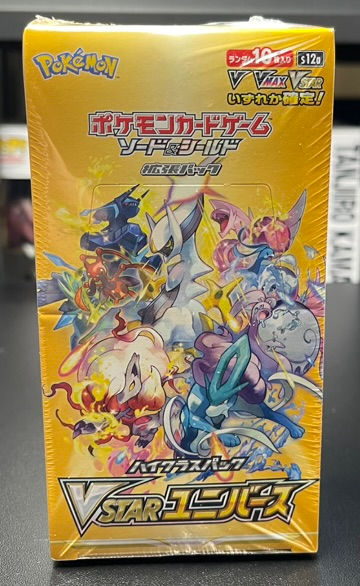 Pokémon
ランダム10枚入り s12a
V VMAX VSTAR
いずれか確定!
ポケモンカードゲーム
ソード&シールド
拡張パック
ハイクラスパック
VSTARユニバース
TANJIRO KAMA